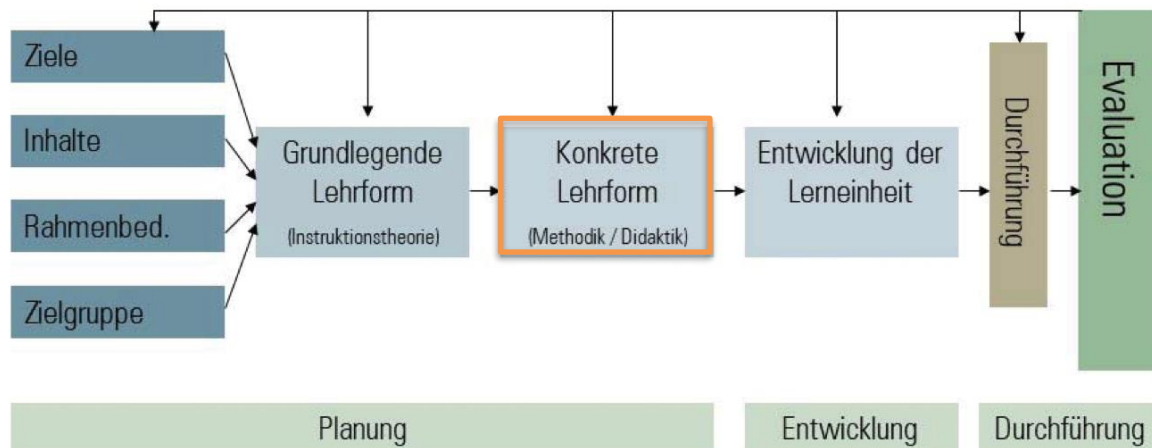 Ziele
Inhalte
Rahmenbed.
Zielgruppe
Grundlegende
Lehrform
(Instruktionstheorie)
Konkrete
Lehrform
(Methodik / Didaktik)
Entwicklung der
Lerneinheit
Durchführung
Evaluation
Planung
Entwicklung
Durchführung